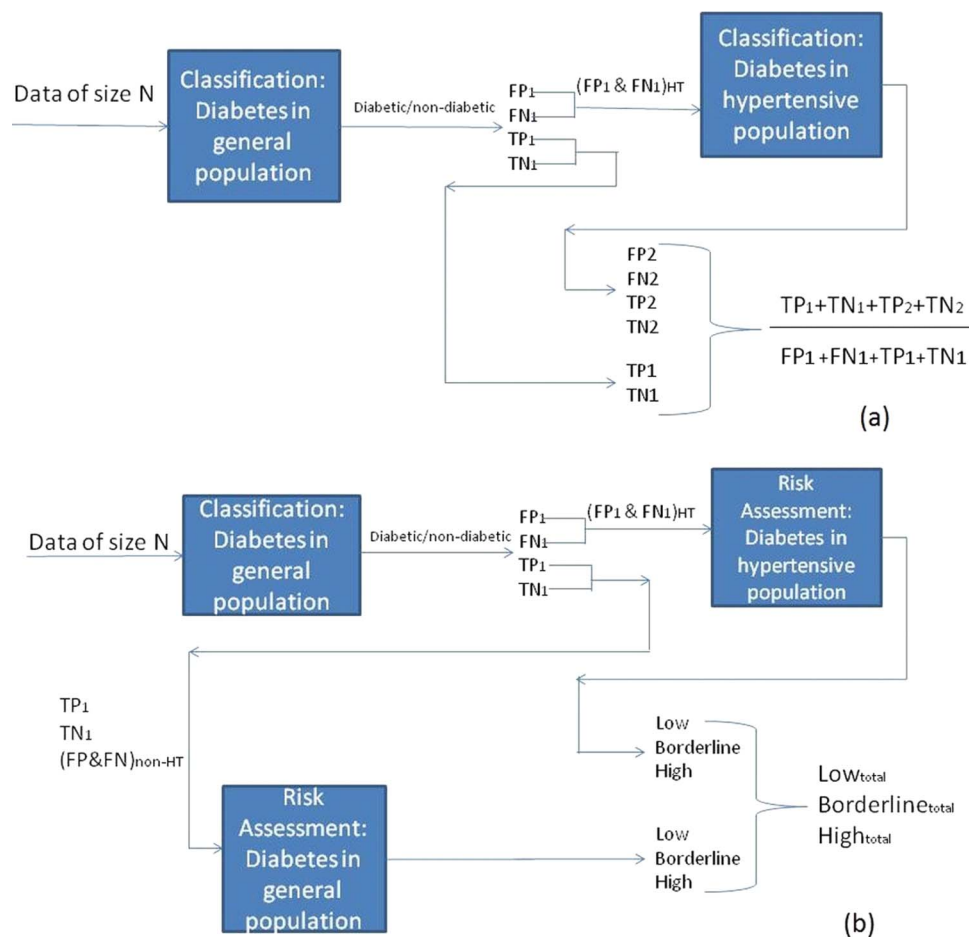 Data of size N
Classification:
Diabetes in
general
population
Diabetic/non-diabetic
FP₁
FN₁
TP₁
TN₁
(FP₁ & FN₁)HT
Classification:
Diabetes in
hypertensive
population
FP2
FN2
TP2
TN2
TP1
TN1
TP₁+TN₁+TP₂+TN₂
FP₁+FN₁+TP₁+TN₁
(a)
Data of size N
Classification:
Diabetes in
general
population
Diabetic/non-diabetic
FP₁
FN₁
TP₁
TN₁
(FP₁ & FN₁)HT
Risk
Assessment:
Diabetes in
hypertensive
population
TP₁
TN₁
(FP&FN)non-HT
Risk
Assessment:
Diabetes in
general
population
Low
Borderline
High
Low
Borderline
High
Lowtotal
Borderlinetotal
Hightotal
(b)